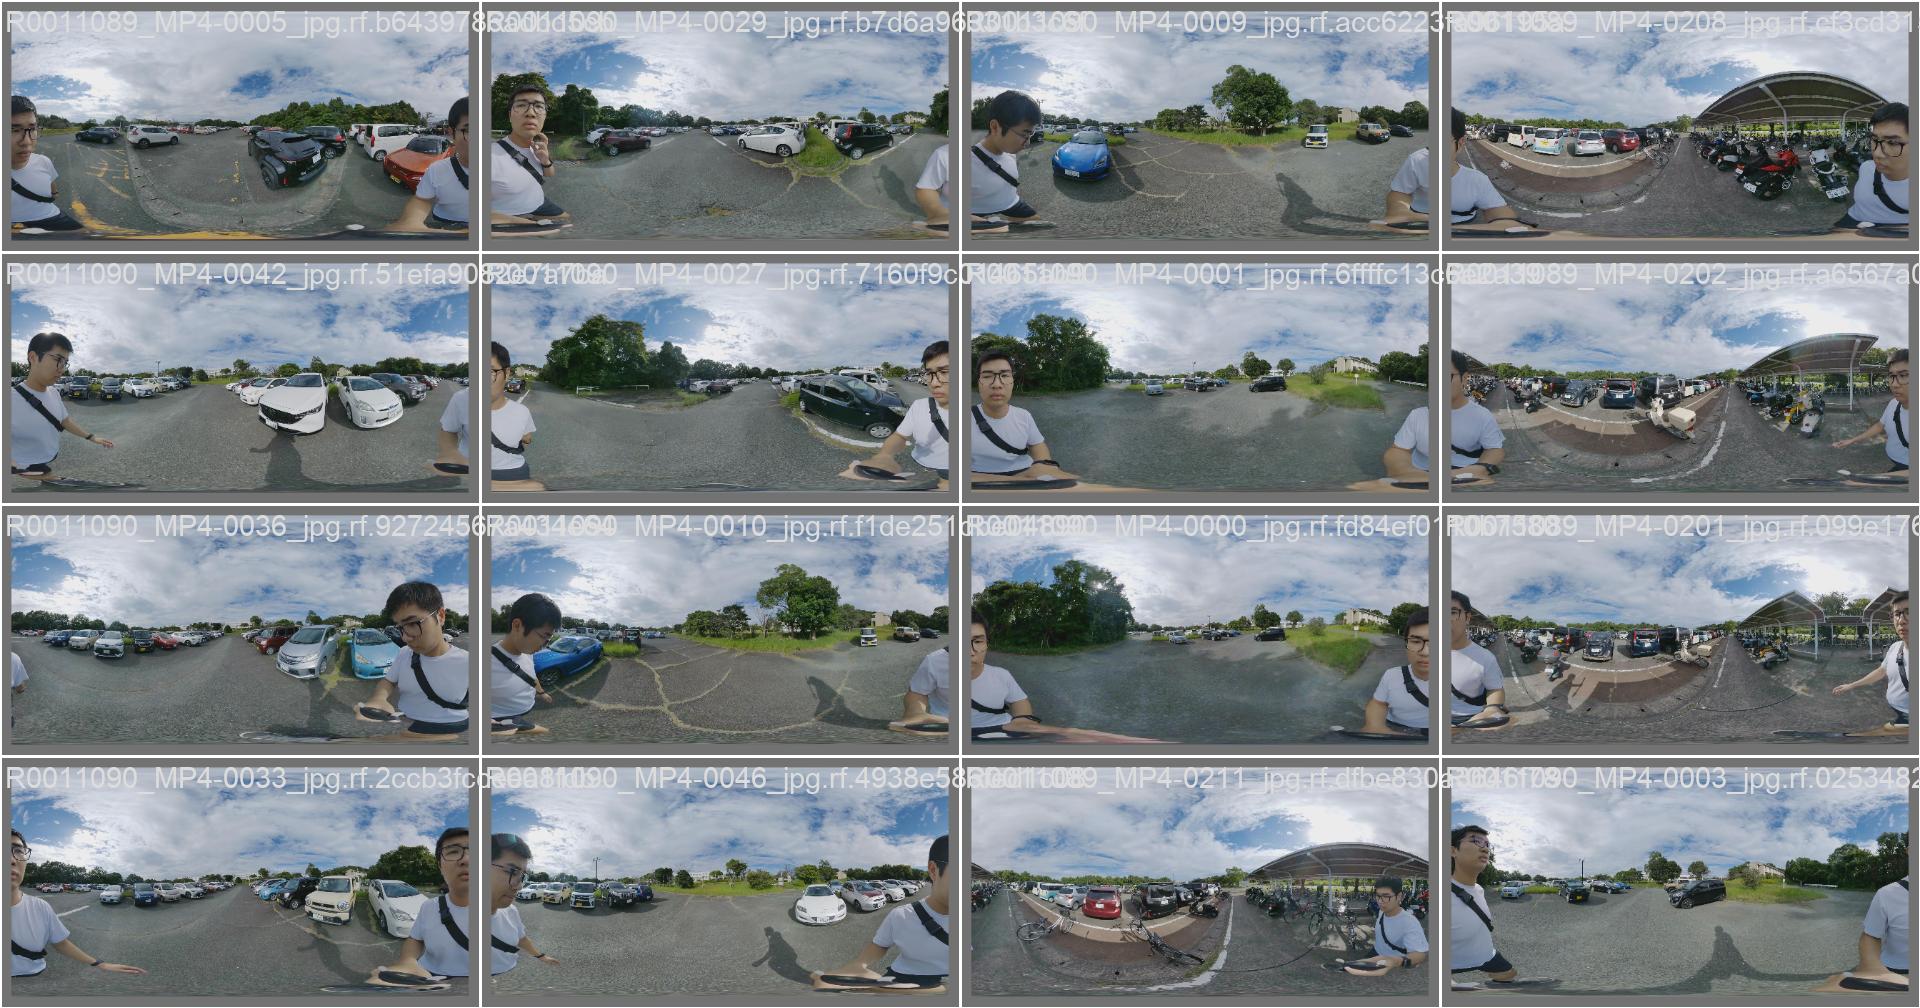 R0011089_MP4-0005_jpg.rf.b643978
R0011090_MP4-0029_jpg.rf.b7d6a96
R0011090_MP4-0009_jpg.rf.acc6223
R0011089_MP4-0208_jpg.rf.cf3cd31
R0011090_MP4-0042_jpg.rf.51efa90
R0011090_MP4-0027_jpg.rf.7160f9c
R0011090_MP4-0001_jpg.rf.6ffffc13c
R0011089_MP4-0202_jpg.rf.a6567a0
R0011090_MP4-0036_jpg.rf.9272456
R0011090_MP4-0010_jpg.rf.f1de251
R0011090_MP4-0000_jpg.rf.fd84ef01
R0011089_MP4-0201_jpg.rf.099e176
R0011090_MP4-0033_jpg.rf.2ccb3fcd
R0011090_MP4-0046_jpg.rf.4938e58
R0011089_MP4-0211_jpg.rf.dfbe830a
R0011090_MP4-0003_jpg.rf.0253482